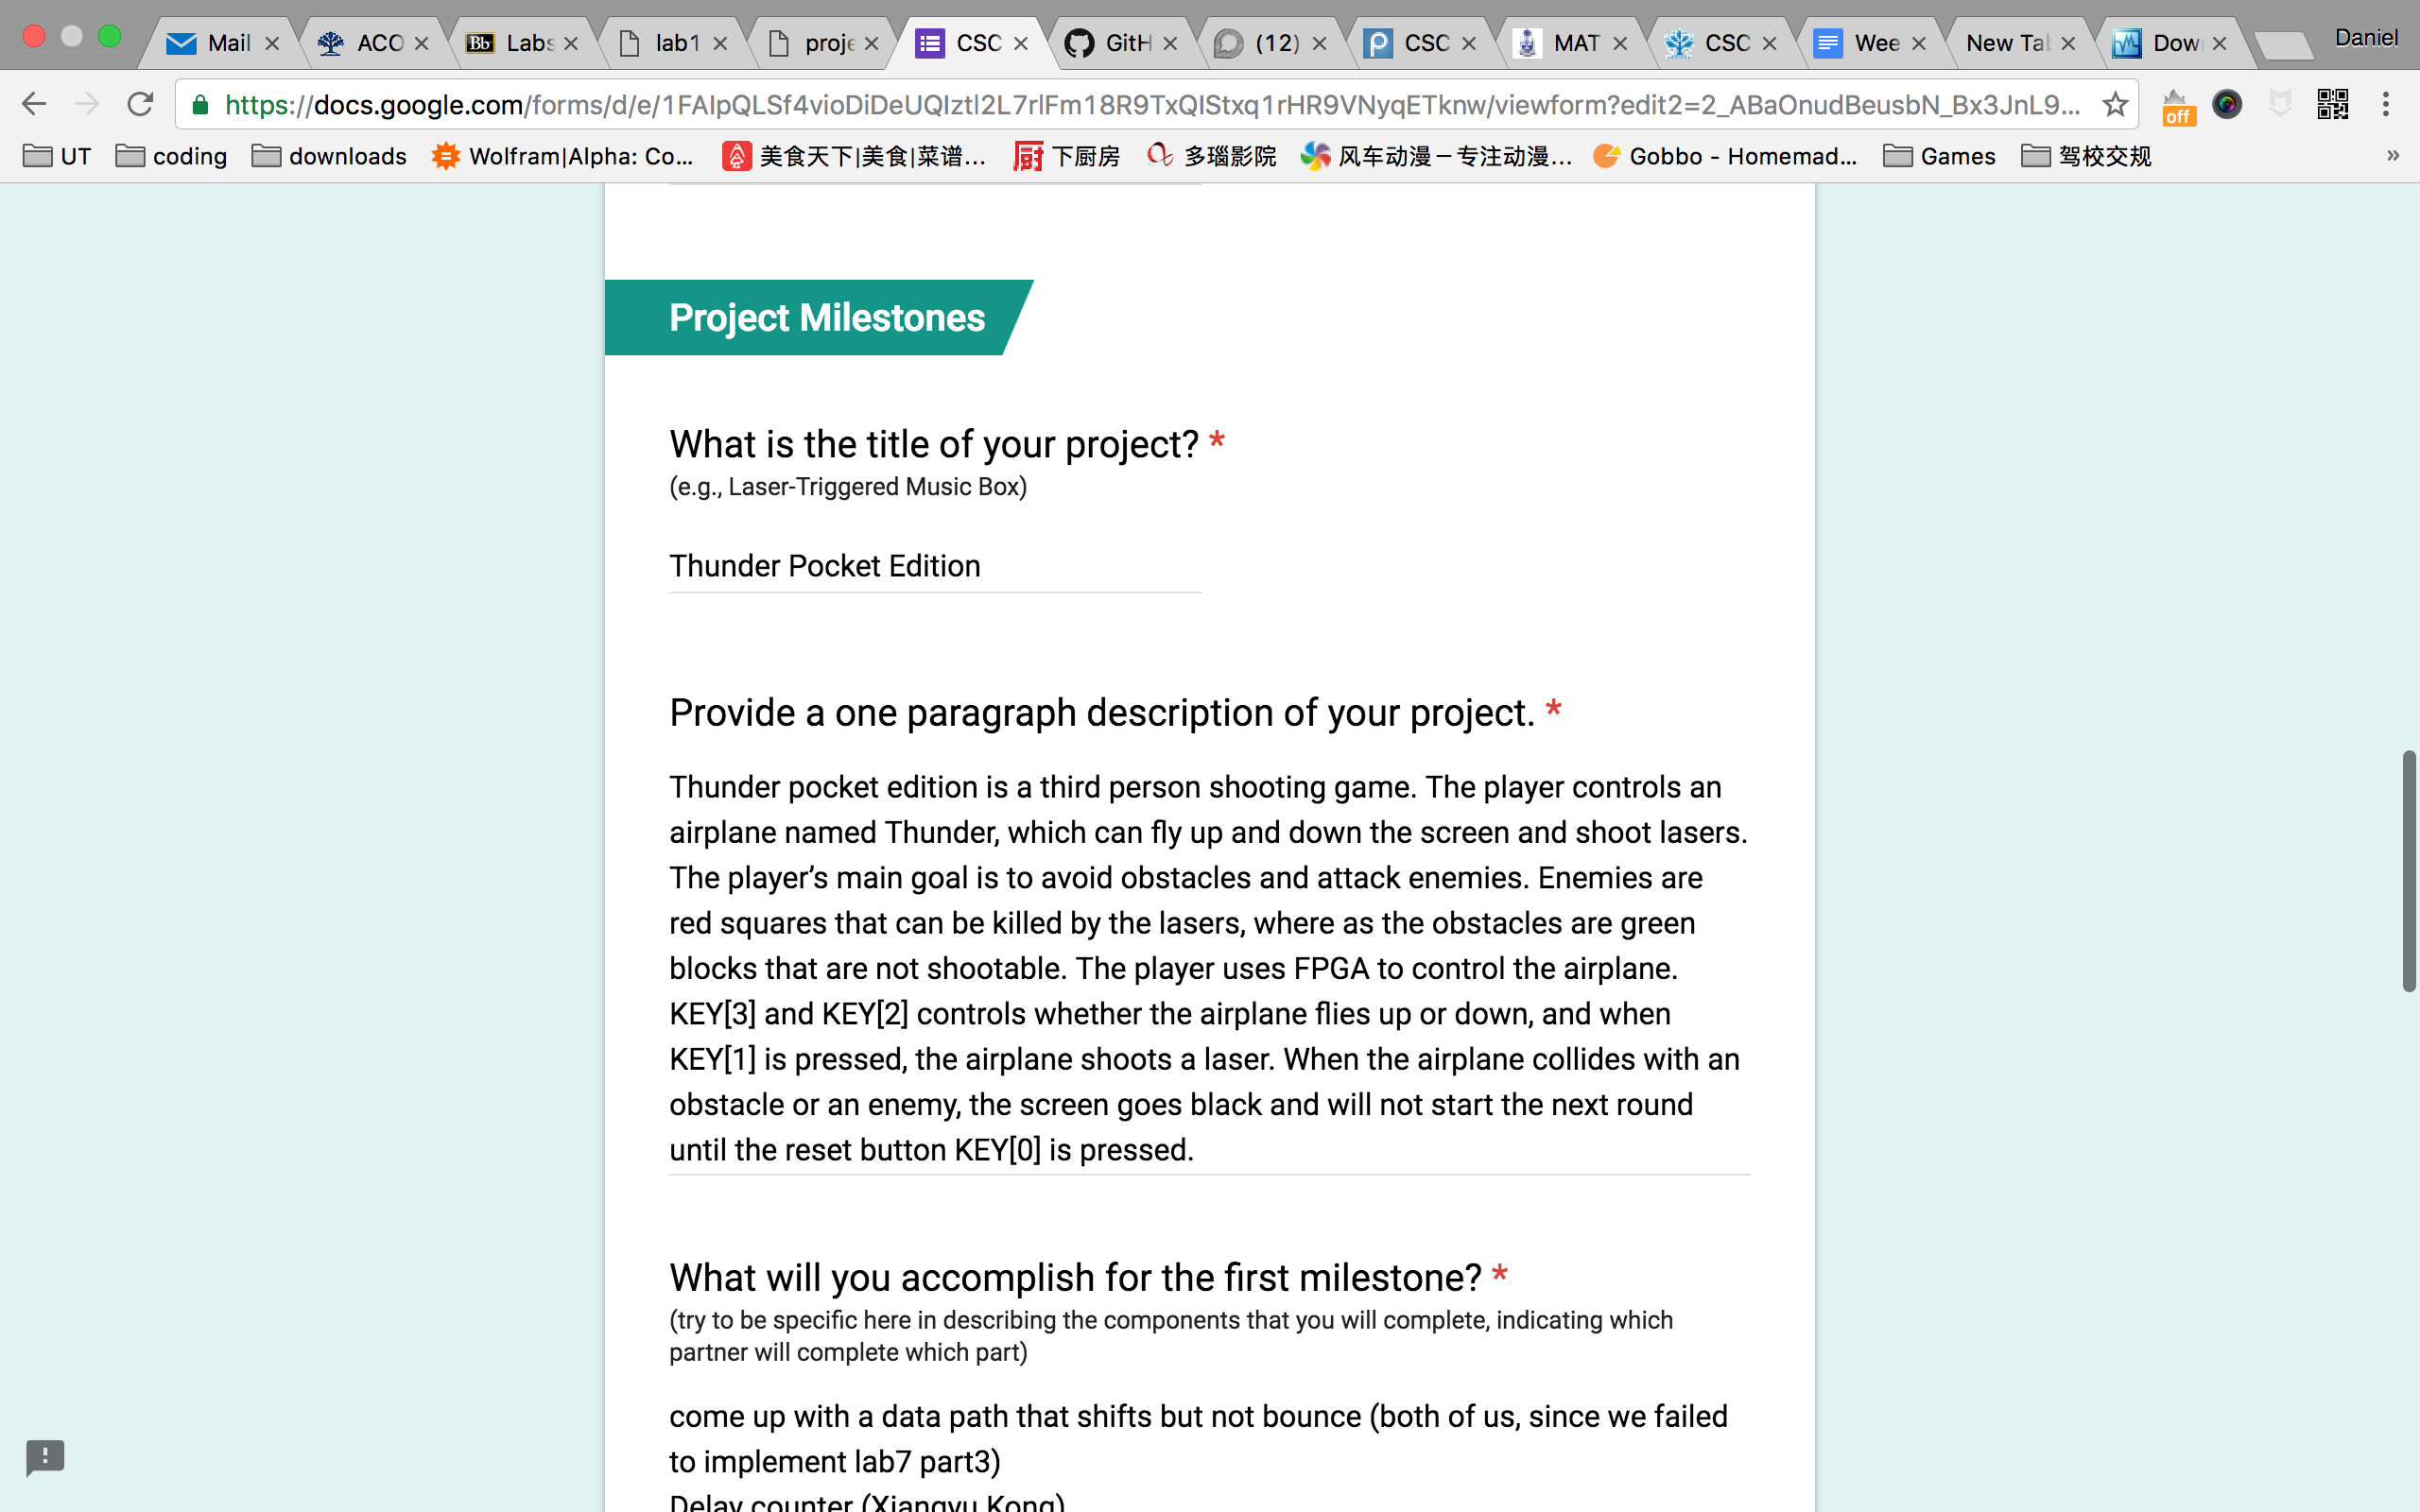 Mail
ACO
Bb
Labs
lab1
proje
CSC
GitH
(12)
CSC
MAT
CSC
Wee
New Tab
Dow
Daniel
https://docs.google.com/forms/d/e/1FAIpQLSf4vioDiDeUQIztl2L7rlFm18R9TxQIStxq1rHR9VNyqETknw/viewform?edit2=2_ABaOnudBeusbN_Bx3JnL9...
off
UT
coding
downloads
Wolfram|Alpha: Co...
美食天下|美食|菜谱...
厨 下厨房
多瑙影院
风车动漫－专注动漫...
Gobbo - Homemad...
Games
驾校交规
»
Project Milestones
What is the title of your project? *
(e.g., Laser-Triggered Music Box)
Thunder Pocket Edition
Provide a one paragraph description of your project. *
Thunder pocket edition is a third person shooting game. The player controls an
airplane named Thunder, which can fly up and down the screen and shoot lasers.
The player’s main goal is to avoid obstacles and attack enemies. Enemies are
red squares that can be killed by the lasers, where as the obstacles are green
blocks that are not shootable. The player uses FPGA to control the airplane.
KEY[3] and KEY[2] controls whether the airplane flies up or down, and when
KEY[1] is pressed, the airplane shoots a laser. When the airplane collides with an
obstacle or an enemy, the screen goes black and will not start the next round
until the reset button KEY[0] is pressed.
What will you accomplish for the first milestone? *
(try to be specific here in describing the components that you will complete, indicating which
partner will complete which part)
come up with a data path that shifts but not bounce (both of us, since we failed
to implement lab7 part3)
Delay counter (Xiangyu Kong)